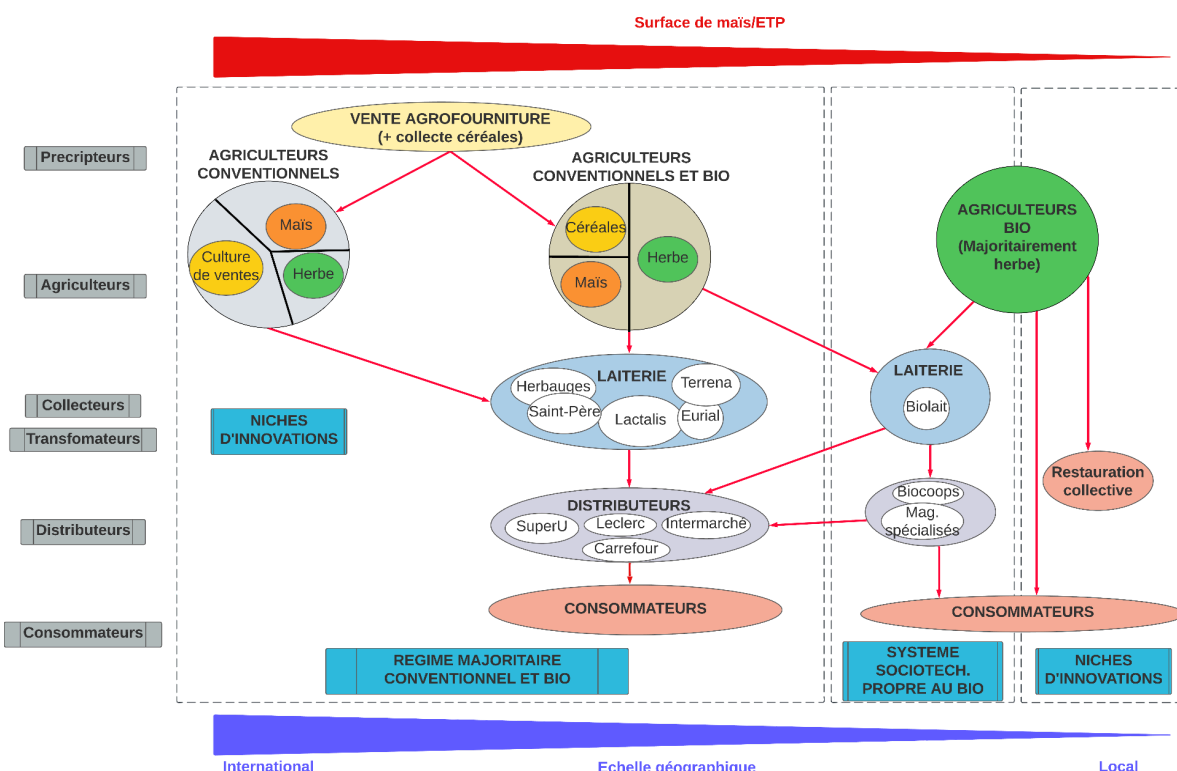 Surface de maïs/ETP
VENTE AGROFOURNITURE
(+ collecte céréales)
Precripteurs
AGRICULTEURS
CONVENTIONNELS
AGRICULTEURS
CONVENTIONNELS ET BIO
Maïs
Culture
de ventes
Herbe
Céréales
Maïs
Herbe
AGRICULTEURS
BIO
(Majoritairement
herbe)
Agriculteurs
LAITERIE
Herbauges
Terrena
Saint-Père
Lactalis
Eurial
LAITERIE
Biolait
Collecteurs
Transfomateurs
NICHES
D'INNOVATIONS
Restauration
collective
Distributeurs
DISTRIBUTEURS
SuperU
Leclerc
Intermarché
Carrefour
Biocoops
Mag.
spécialisés
Consommateurs
CONSOMMATEURS
CONSOMMATEURS
REGIME MAJORITAIRE
CONVENTIONNEL ET BIO
SYSTEME
SOCIOTECH.
PROPRE AU BIO
NICHES
D'INNOVATIONS
International
Echelle géographique
Local